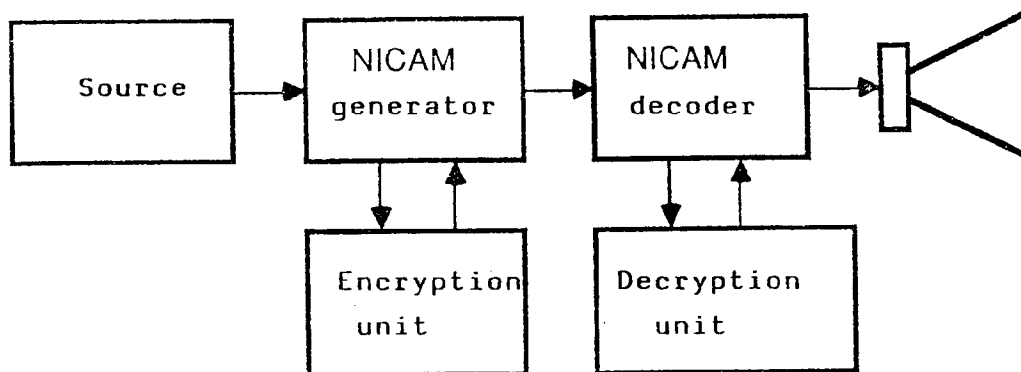 Source
NICAM
generator
NICAM
decoder
Encryption
unit
Decryption
unit